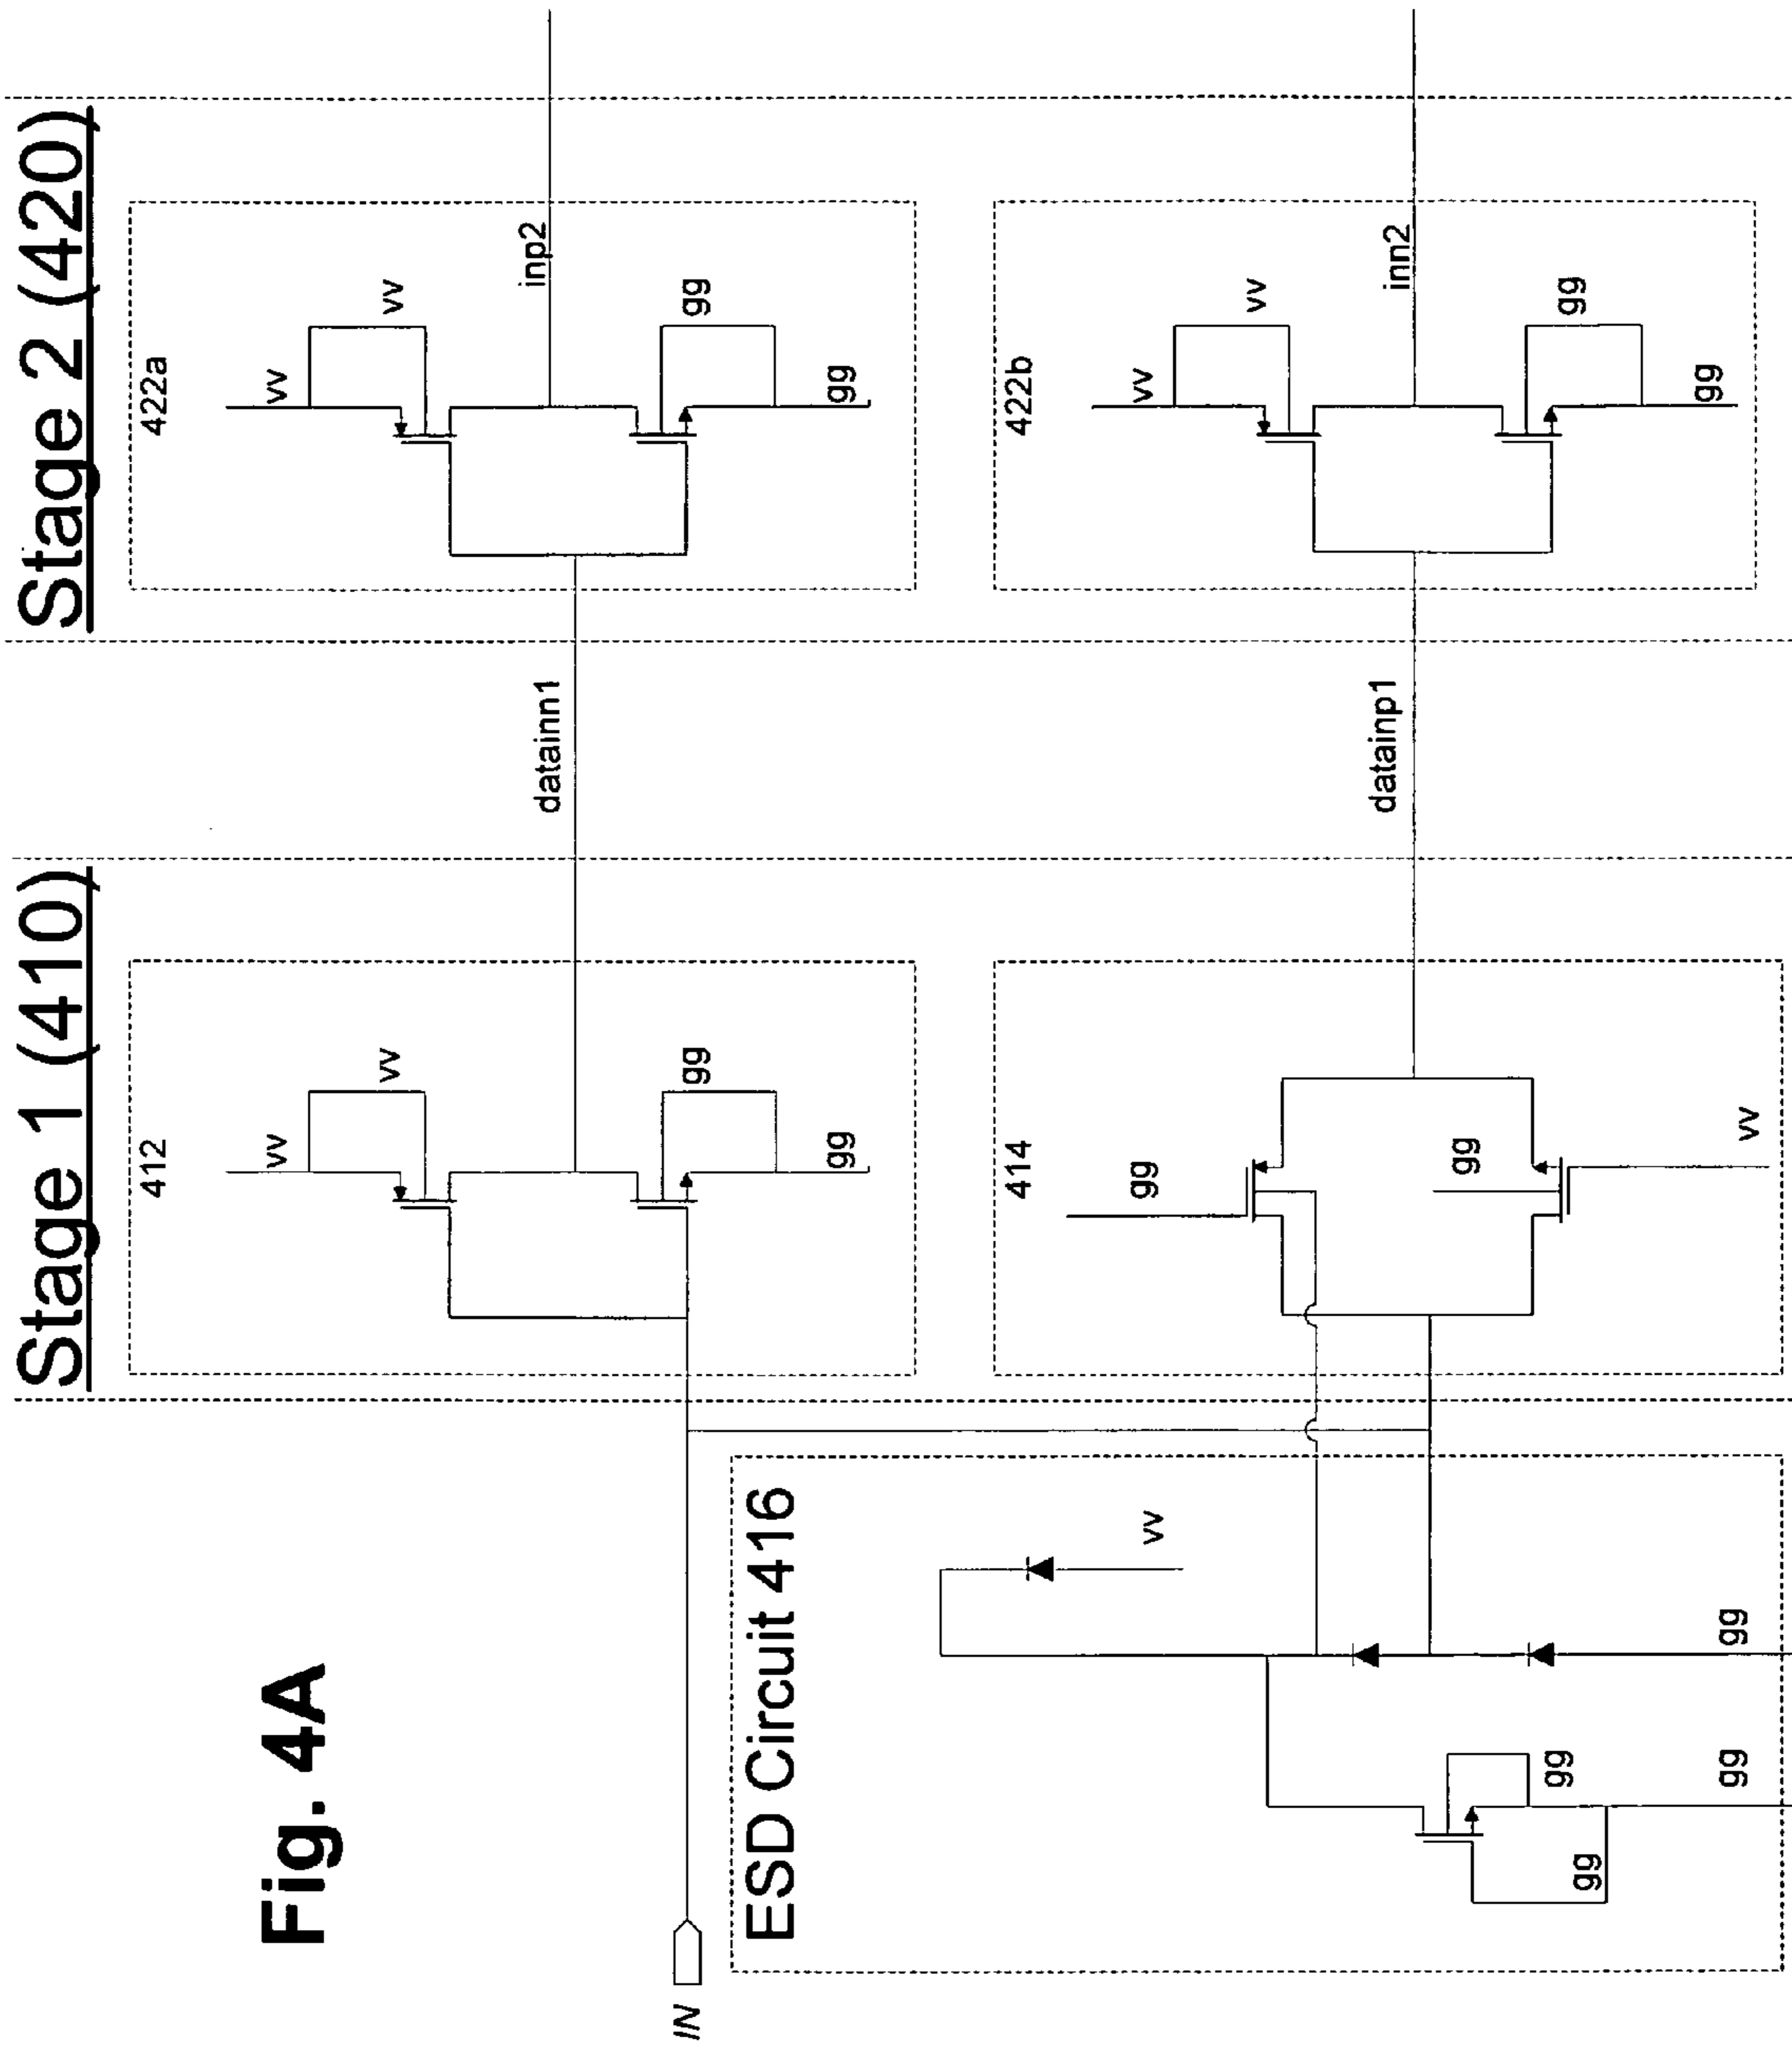 Fig. 4A
Stage 1 (410)
Stage 2 (420)
412
vv
vv
gg
gg
datainn1
422a
vv
vv
inp2
gg
gg
IN
ESD Circuit 416
vv
gg
gg
gg
gg
414
gg
gg
vv
datainp1
422b
vv
vv
inn2
gg
gg